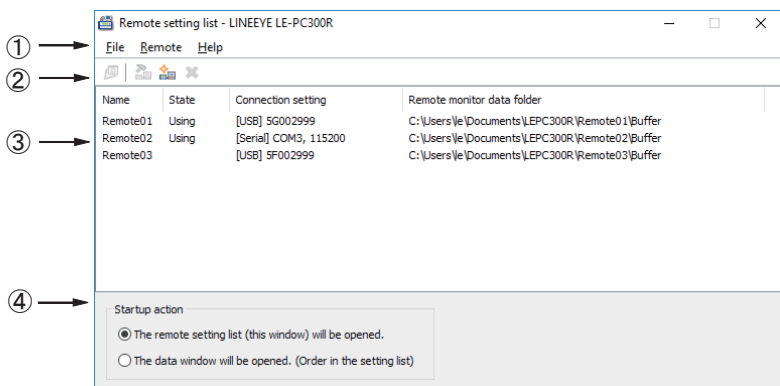 Remote setting list - LINEEYE LE-PC300R
① File Remote Help
②
Name State Connection setting Remote monitor data folder
Remote01 Using [USB] 5G002999 C:\Users\le\Documents\LEPC300R\Remote01\Buffer
③ Remote02 Using [Serial] COM3, 115200 C:\Users\le\Documents\LEPC300R\Remote02\Buffer
Remote03 [USB] 5F002999 C:\Users\le\Documents\LEPC300R\Remote03\Buffer
④
Startup action
The remote setting list (this window) will be opened.
The data window will be opened. (Order in the setting list)